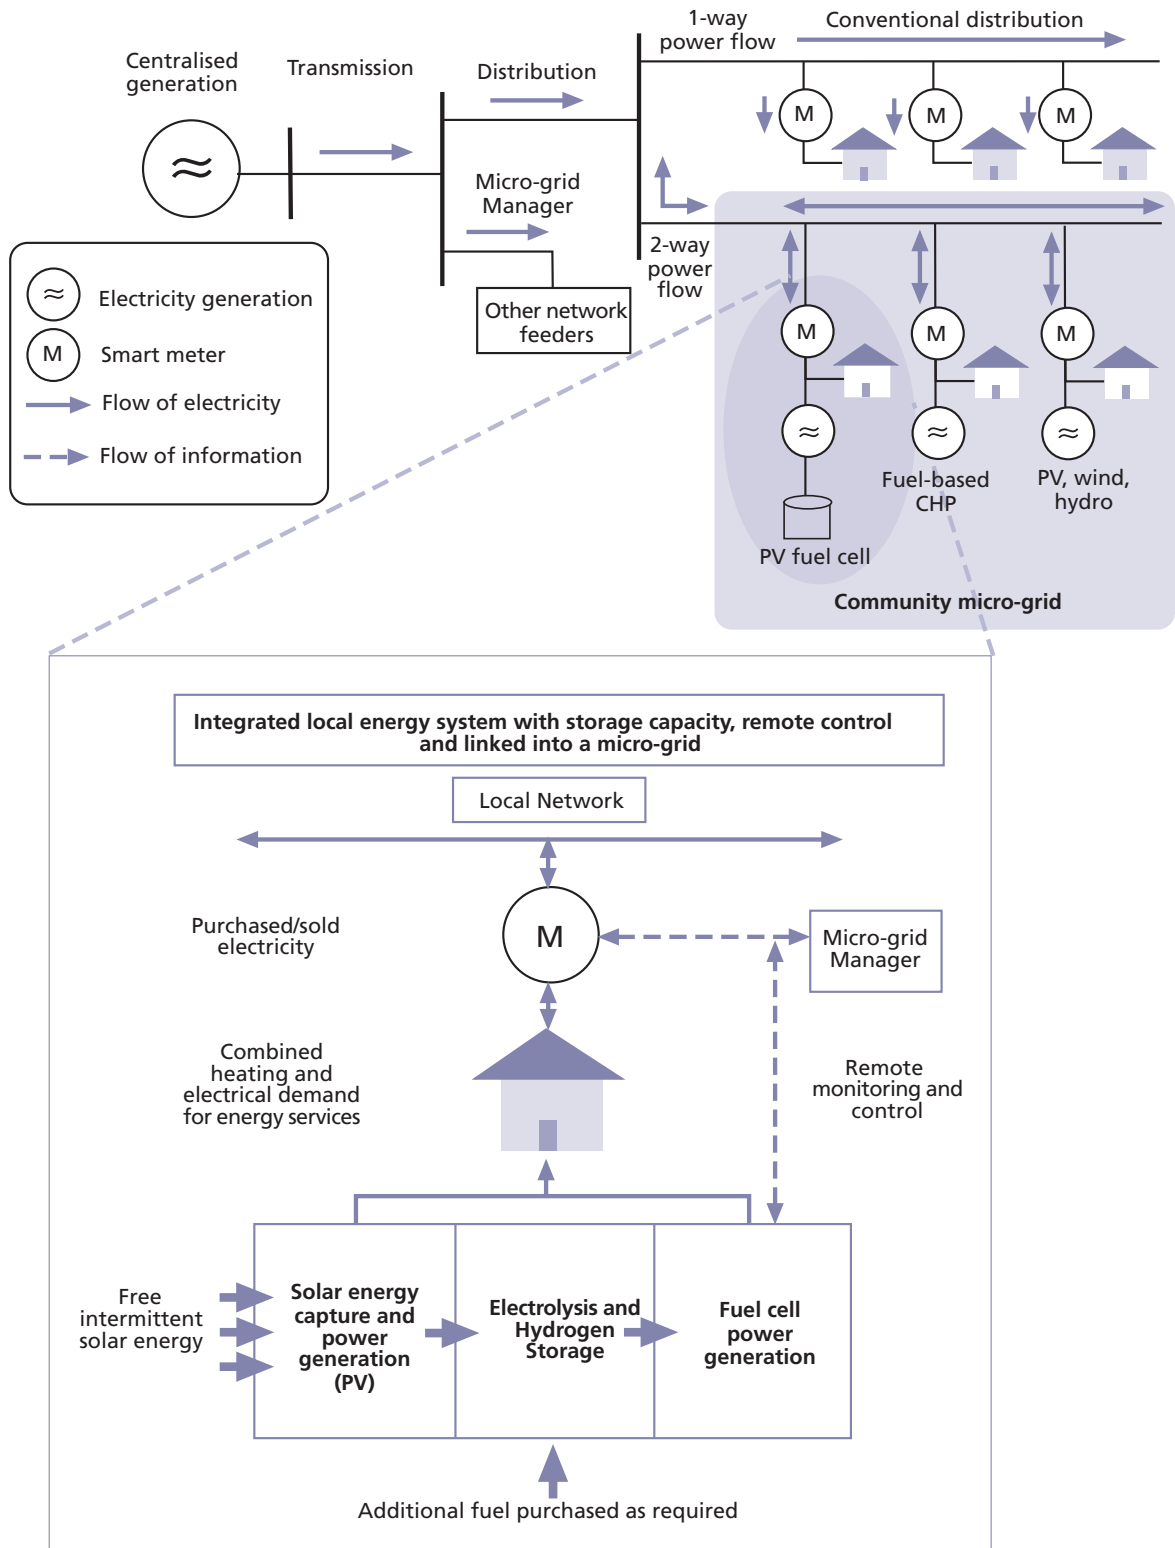 1-way
power flow
Conventional distribution
Centralised
generation
Transmission
Distribution
M
M
M
Micro-grid
Manager
2-way
power
flow
Other network
feeders
≈
Electricity generation
M
Smart meter
Flow of electricity
Flow of information
M
M
M
≈
≈
≈
Fuel-based
CHP
PV, wind,
hydro
PV fuel cell
Community micro-grid
Integrated local energy system with storage capacity, remote control
and linked into a micro-grid
Local Network
Purchased/sold
electricity
M
Micro-grid
Manager
Combined
heating and
electrical demand
for energy services
Remote
monitoring and
control
Free
intermittent
solar energy
Solar energy
capture and
power
generation
(PV)
Electrolysis and
Hydrogen
Storage
Fuel cell
power
generation
Additional fuel purchased as required